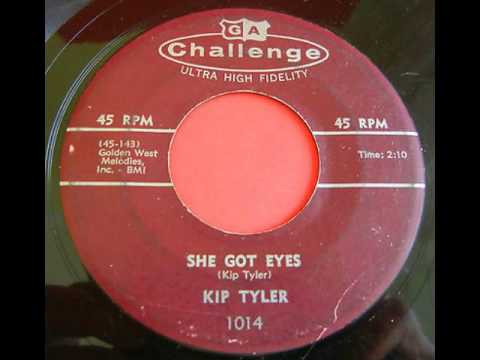 GA
Challenge
ULTRA HIGH FIDELITY
45 RPM
(45-143)
Golden West
Melodies,
Inc. - BMI
45 RPM
Time: 2:10
SHE GOT EYES
(Kip Tyler)
KIP TYLER
1014